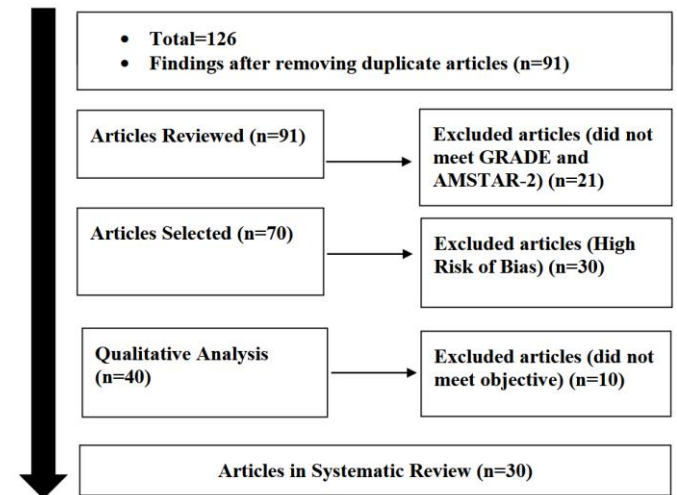 • Total=126
• Findings after removing duplicate articles (n=91)
Articles Reviewed (n=91)
Excluded articles (did not
meet GRADE and
AMSTAR-2) (n=21)
Articles Selected (n=70)
Excluded articles (High
Risk of Bias) (n=30)
Qualitative Analysis
(n=40)
Excluded articles (did not
meet objective) (n=10)
Articles in Systematic Review (n=30)